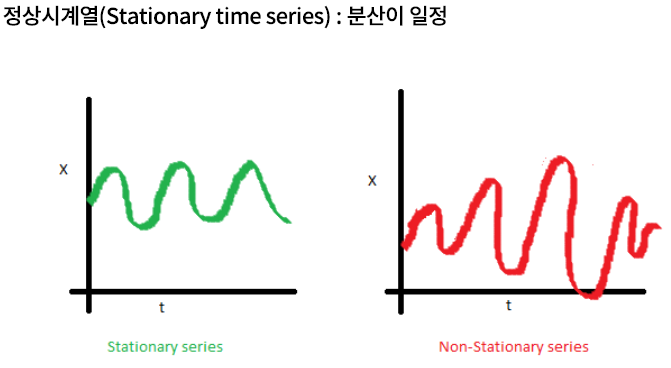 정상시계열(Stationary time series) : 분산이 일정
X
t
Stationary series
X
t
Non-Stationary series